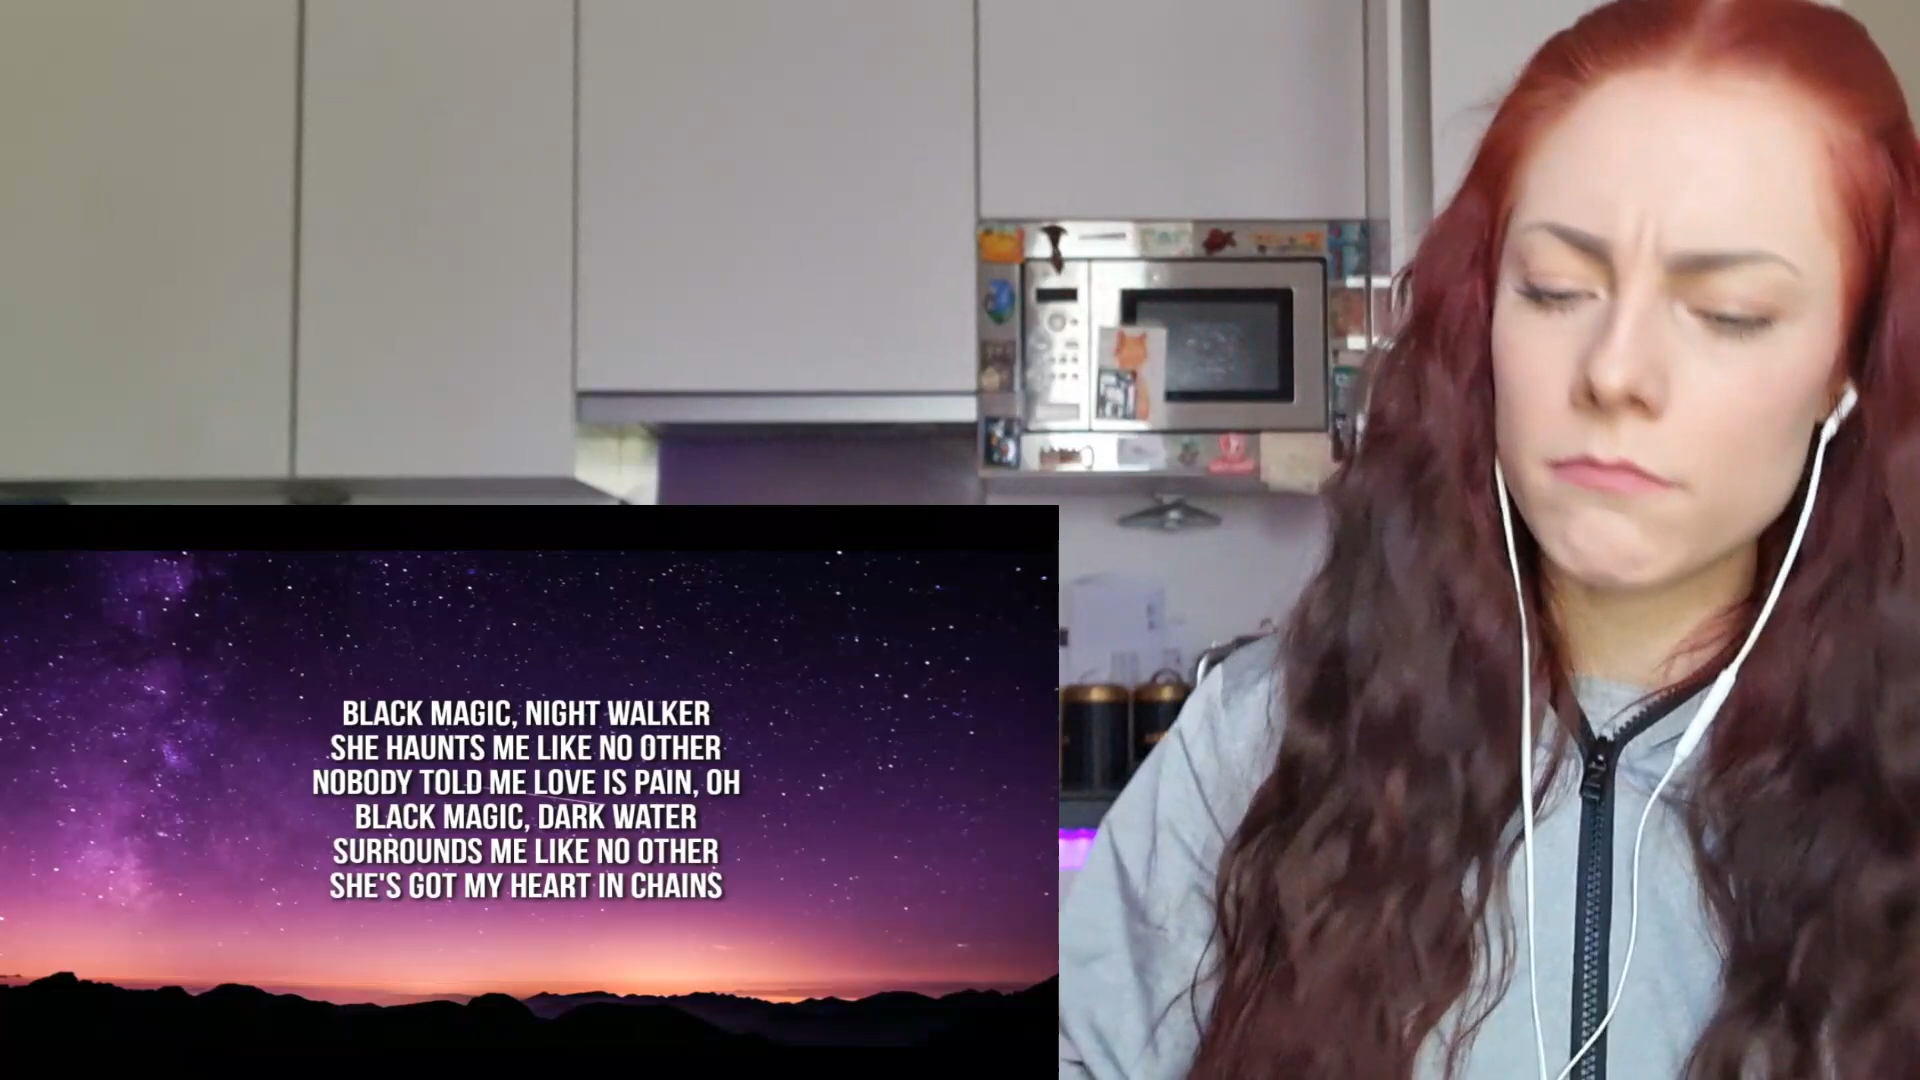 BLACK MAGIC, NIGHT WALKER
SHE HAUNTS ME LIKE NO OTHER
NOBODY TOLD ME LOVE IS PAIN, OH
BLACK MAGIC, DARK WATER
SURROUNDS ME LIKE NO OTHER
SHE'S GOT MY HEART IN CHAINS